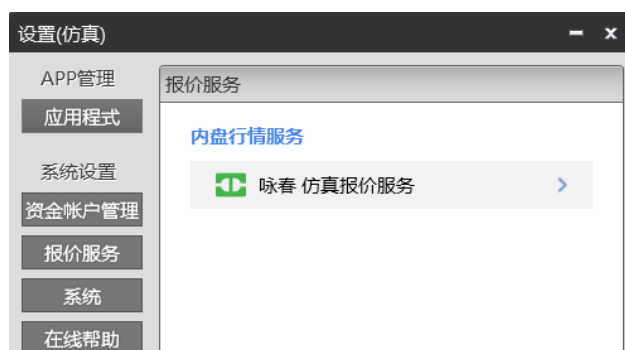 设置(仿真)
APP管理
应用程式
系统设置
资金帐户管理
报价服务
系统
在线帮助
报价服务
内盘行情服务
咏春 仿真报价服务